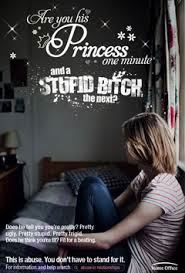 Are you his
Princess
one minute
and a
STUPID BITCH
the next?
Does he tell you you're pretty? Pretty
ugly. Pretty stupid. Pretty frigid.
Does he think you're fit? Fit for a beating.
This is abuse. You don't have to stand for it.
For information and help search
abuse in relationships
Home Office